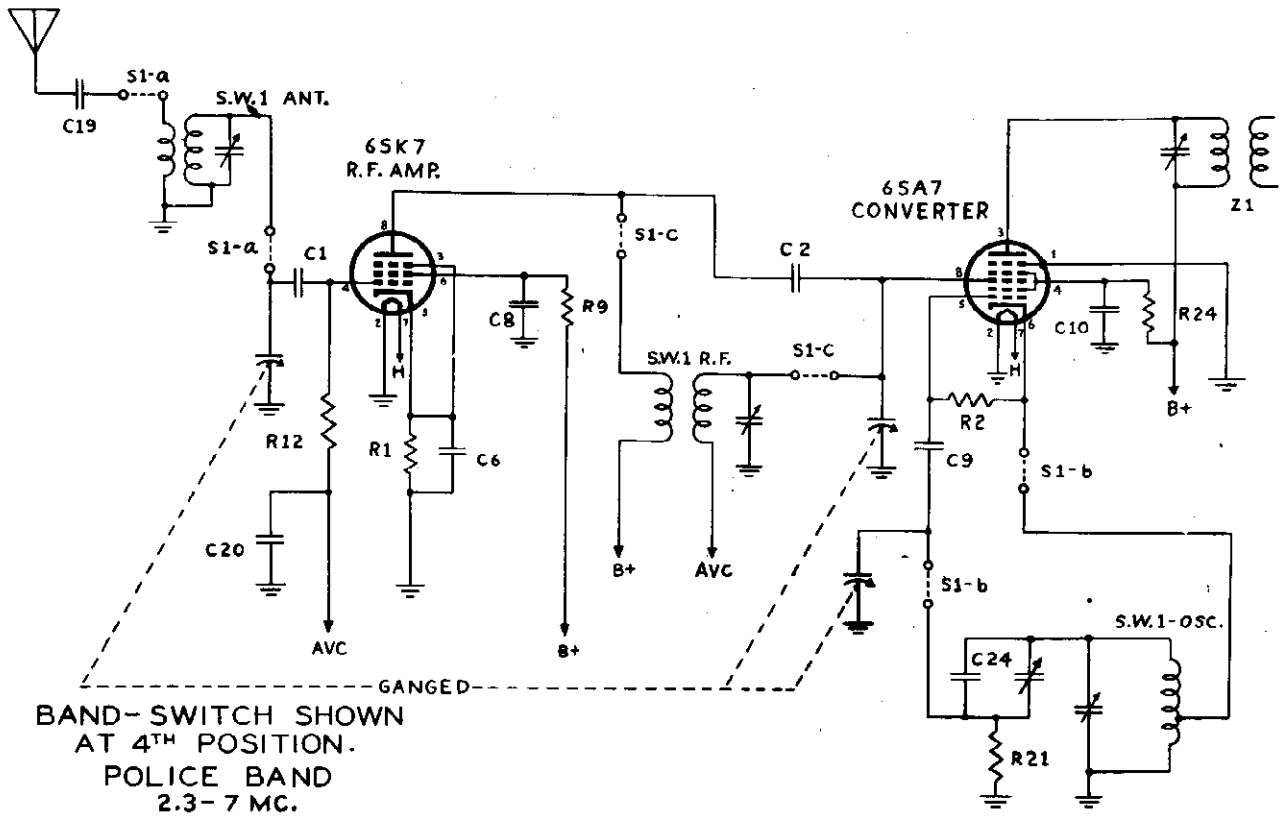 S1-a
C19
S.W.1 ANT.
6SK7
R.F. AMP.
6SA7
CONVERTER
Z1
S1-a
C1
8
3
6
4
2
7
3
H
C8
R9
S1-C
C2
3
1
8
4
5
2
7
6
H
C10
R24
B+
S.W.1 R.F.
S1-C
R12
R1
C6
R2
C9
S1-b
C20
B+
AVC
S1-b
AVC
B+
S.W.1-OSC.
C24
R21
GANGED
BAND-SWITCH SHOWN
AT 4TH POSITION.
POLICE BAND
2.3-7 MC.